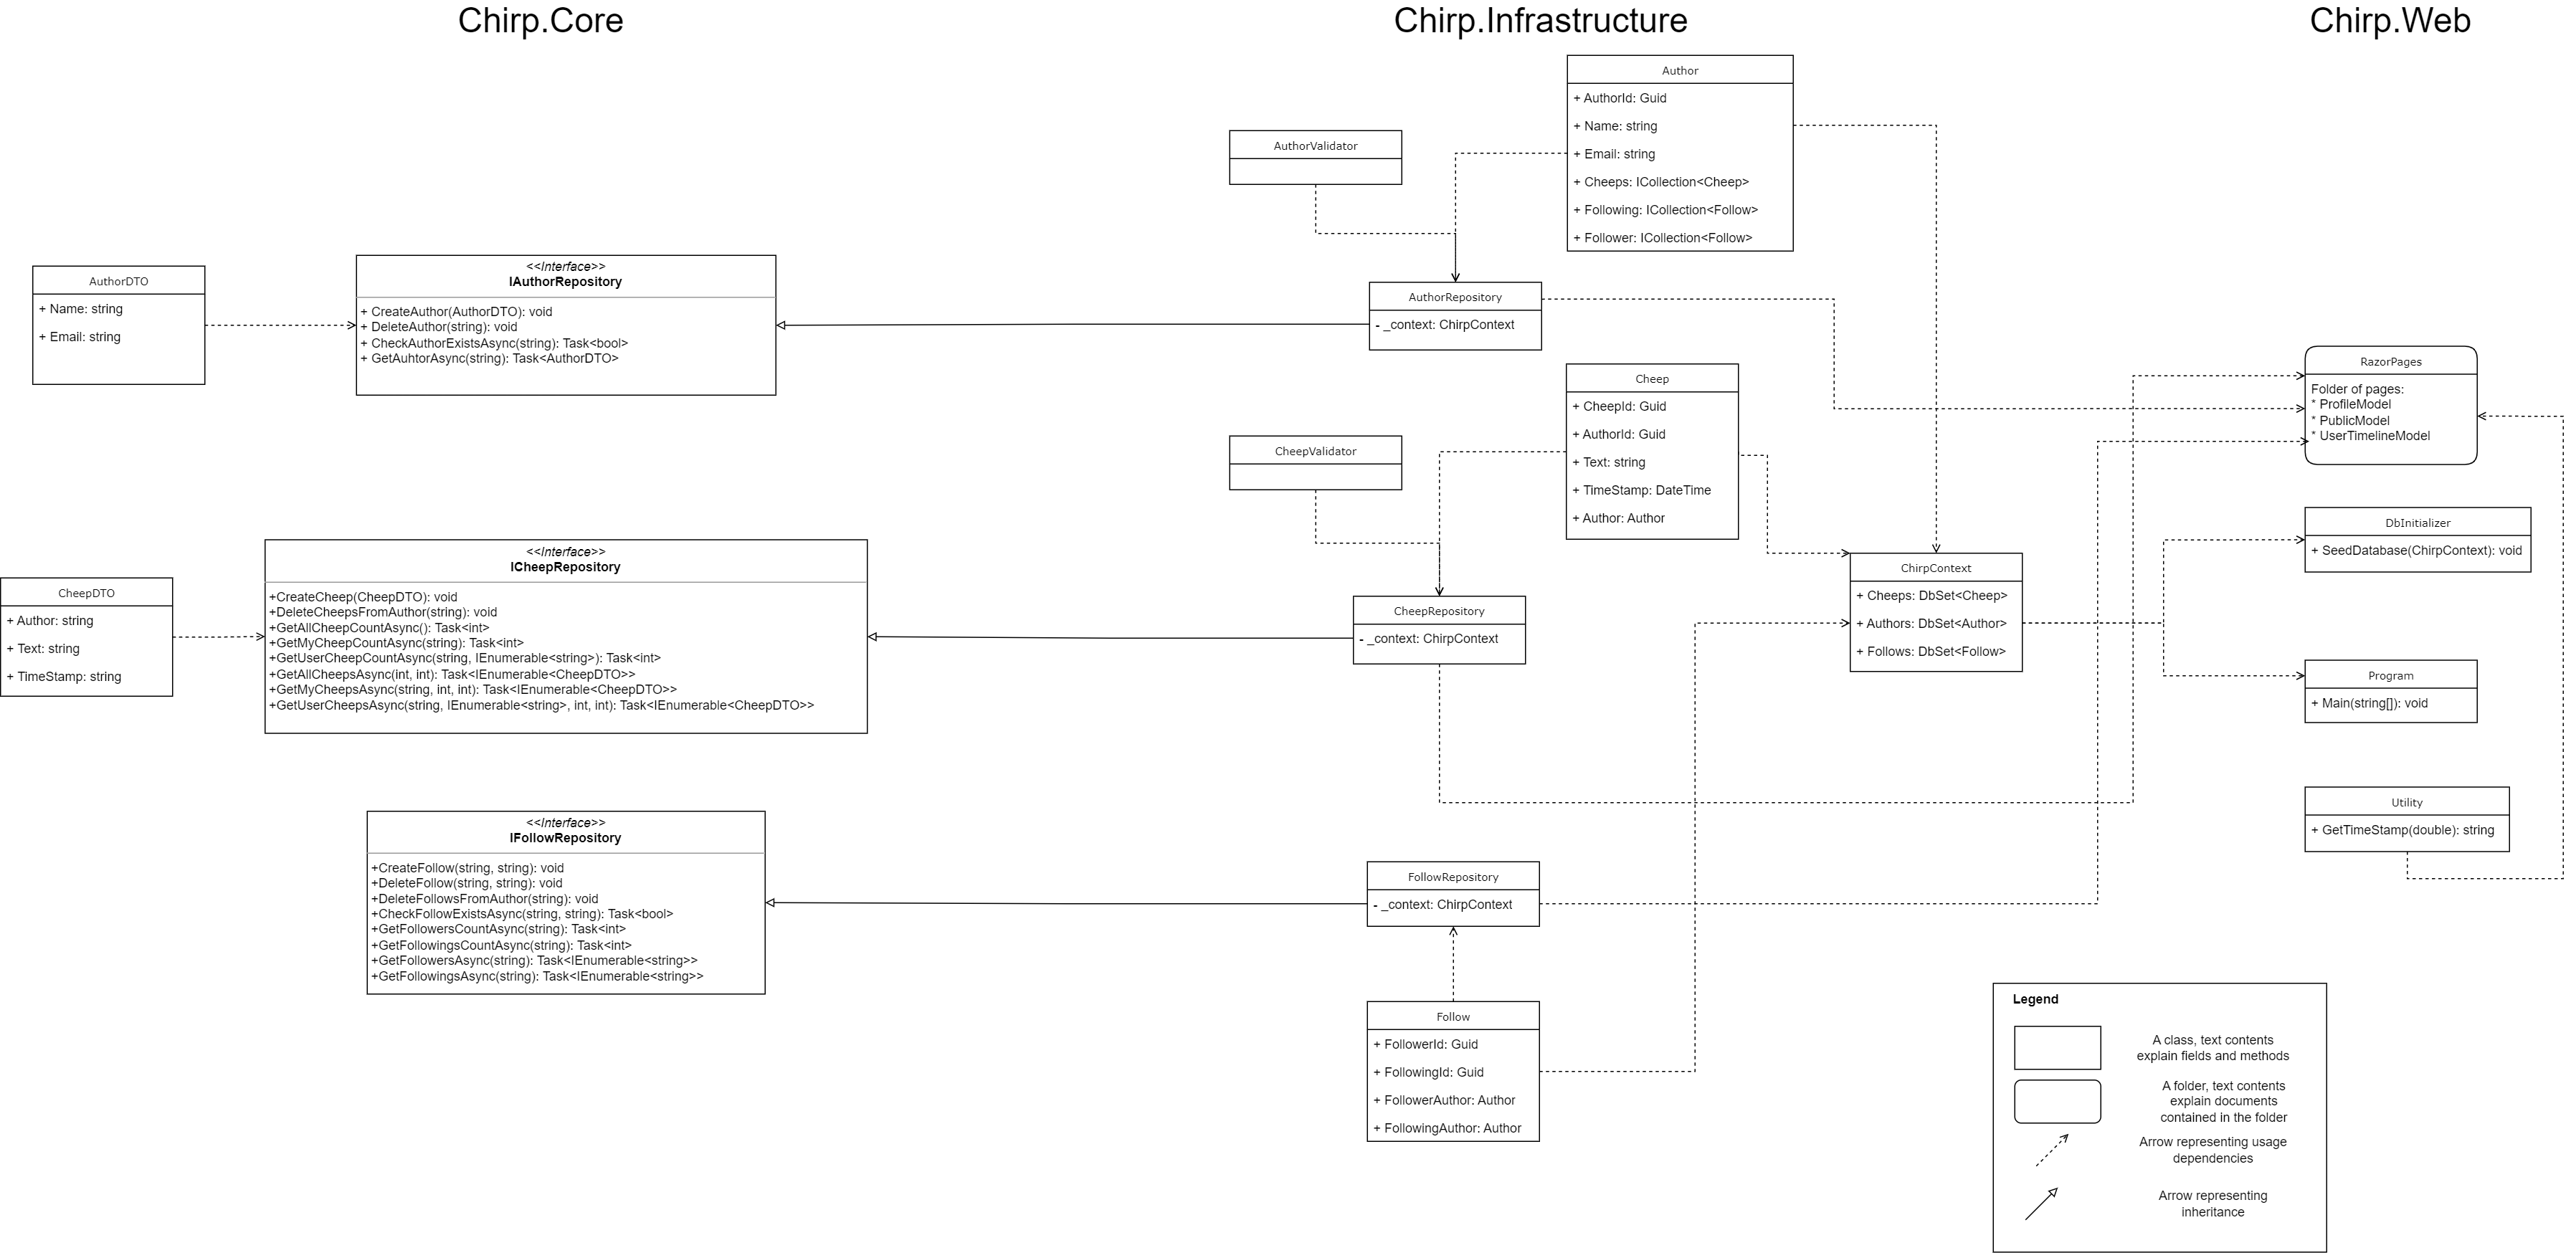 Chirp.Core
Chirp.Infrastructure
Chirp.Web
AuthorDTO
+ Name: string
+ Email: string
<<Interface>>
IAuthorRepository
+ CreateAuthor(AuthorDTO): void
+ DeleteAuthor(string): void
+ CheckAuthorExistsAsync(string): Task<bool>
+ GetAuhtorAsync(string): Task<AuthorDTO>
CheepDTO
+ Author: string
+ Text: string
+ TimeStamp: string
<<Interface>>
ICheepRepository
+CreateCheep(CheepDTO): void
+DeleteCheepsFromAuthor(string): void
+GetAllCheepCountAsync(): Task<int>
+GetMyCheepCountAsync(string): Task<int>
+GetUserCheepCountAsync(string, IEnumerable<string>): Task<int>
+GetAllCheepsAsync(int, int): Task<IEnumerable<CheepDTO>>
+GetMyCheepsAsync(string, int, int): Task<IEnumerable<CheepDTO>>
+GetUserCheepsAsync(string, IEnumerable<string>, int, int): Task<IEnumerable<CheepDTO>>
<<Interface>>
IFollowRepository
+CreateFollow(string, string): void
+DeleteFollow(string, string): void
+DeleteFollowsFromAuthor(string): void
+CheckFollowExistsAsync(string, string): Task<bool>
+GetFollowersCountAsync(string): Task<int>
+GetFollowingsCountAsync(string): Task<int>
+GetFollowersAsync(string): Task<IEnumerable<string>>
+GetFollowingsAsync(string): Task<IEnumerable<string>>
AuthorValidator
Author
+ AuthorId: Guid
+ Name: string
+ Email: string
+ Cheeps: ICollection<Cheep>
+ Following: ICollection<Follow>
+ Follower: ICollection<Follow>
AuthorRepository
- _context: ChirpContext
CheepValidator
Cheep
+ CheepId: Guid
+ AuthorId: Guid
+ Text: string
+ TimeStamp: DateTime
+ Author: Author
CheepRepository
- _context: ChirpContext
ChirpContext
+ Cheeps: DbSet<Cheep>
+ Authors: DbSet<Author>
+ Follows: DbSet<Follow>
FollowRepository
- _context: ChirpContext
Follow
+ FollowerId: Guid
+ FollowingId: Guid
+ FollowerAuthor: Author
+ FollowingAuthor: Author
RazorPages
Folder of pages:
* ProfileModel
* PublicModel
* UserTimelineModel
DbInitializer
+ SeedDatabase(ChirpContext): void
Program
+ Main(string[]): void
Utility
+ GetTimeStamp(double): string
Legend
A class, text contents
explain fields and methods
A folder, text contents
explain documents
contained in the folder
Arrow representing usage
dependencies
Arrow representing
inheritance